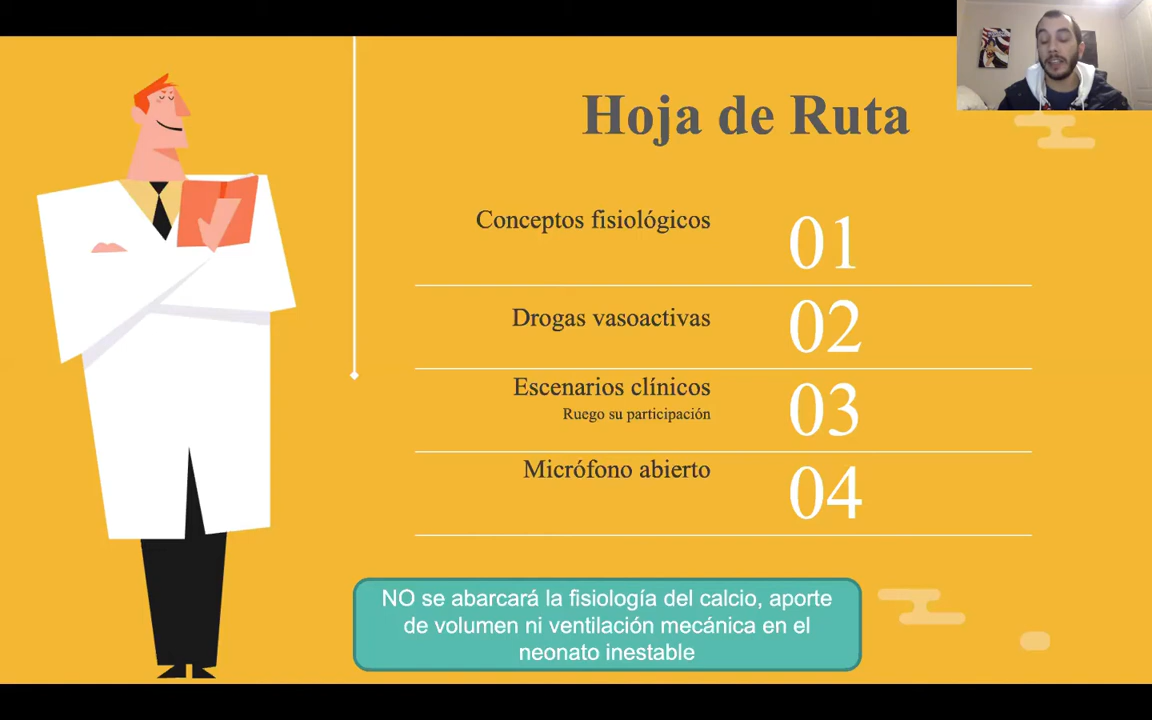 Hoja de Ruta
Conceptos fisiológicos
01
Drogas vasoactivas
02
Escenarios clínicos
Ruego su participación
03
Micrófono abierto
04
NO se abarcará la fisiología del calcio, aporte
de volumen ni ventilación mecánica en el
neonato inestable